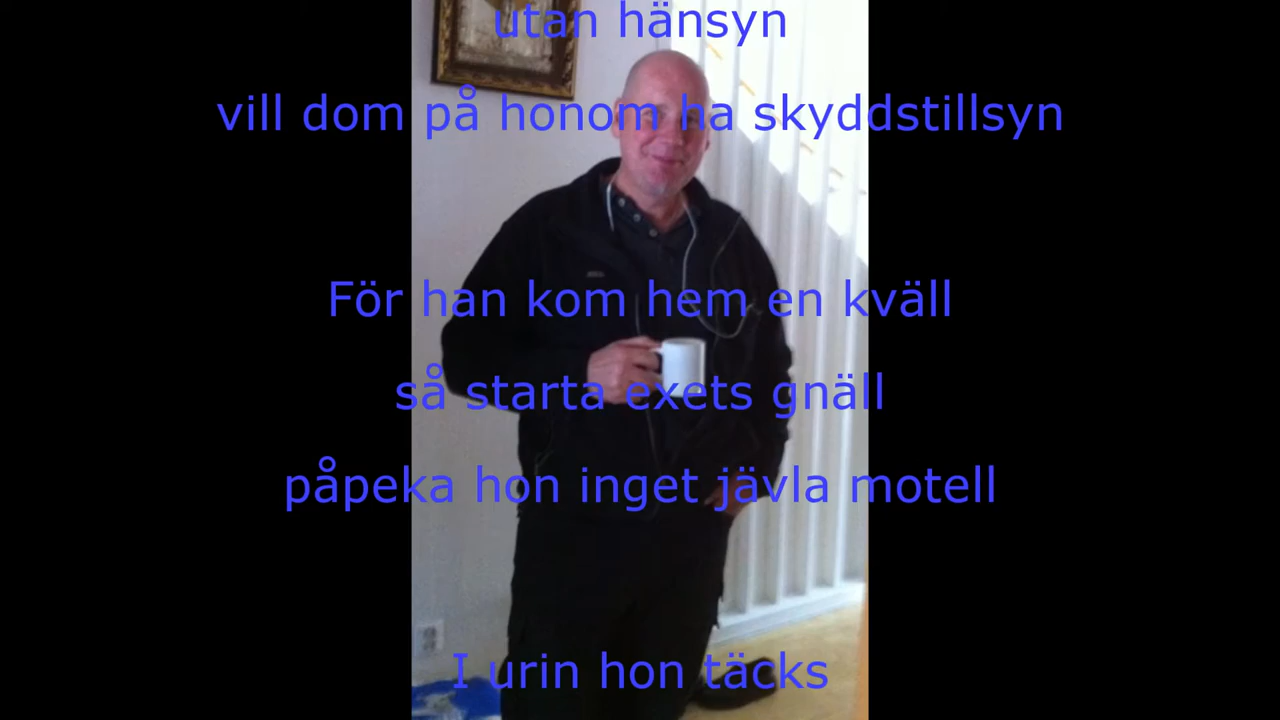 utan hänsyn
vill dom på honom ha skyddstillsyn
För han kom hem en kväll
så starta exets gnäll
påpeka hon inget jävla motell
I urin hon täcks